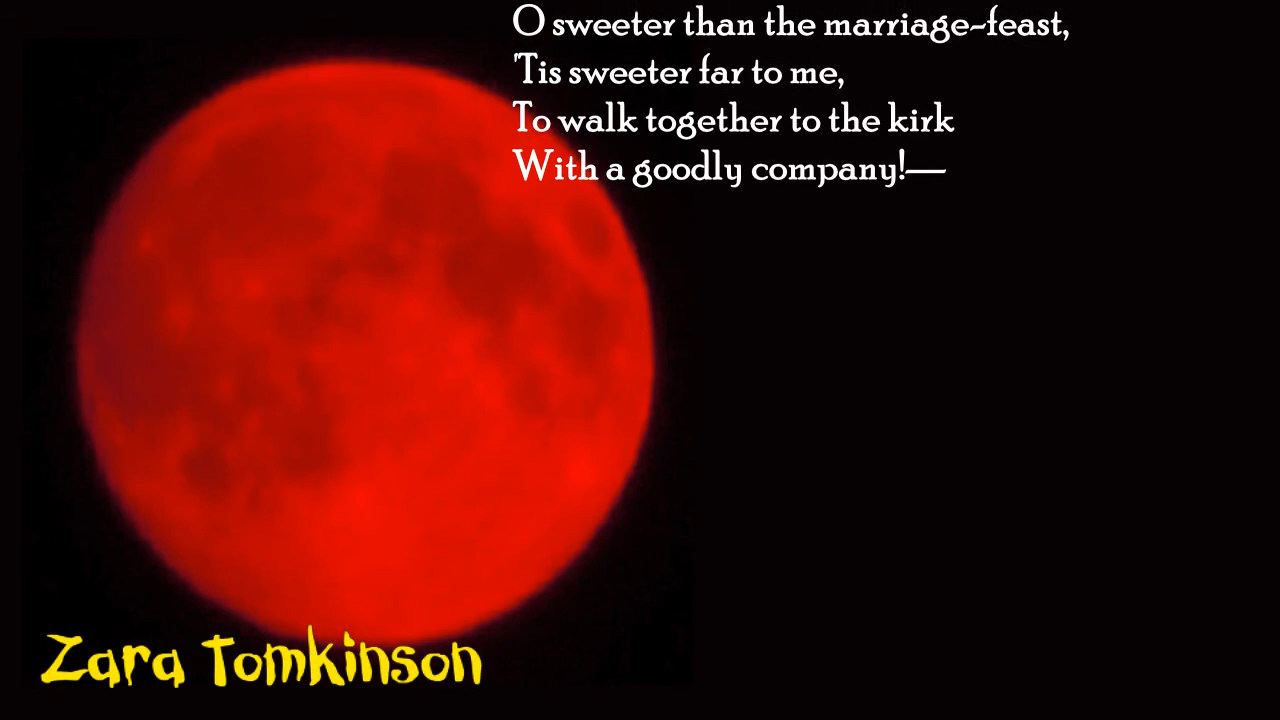 O sweeter than the marriage-feast,
'Tis sweeter far to me,
To walk together to the kirk
With a goodly company!—
Zara Tomkinson